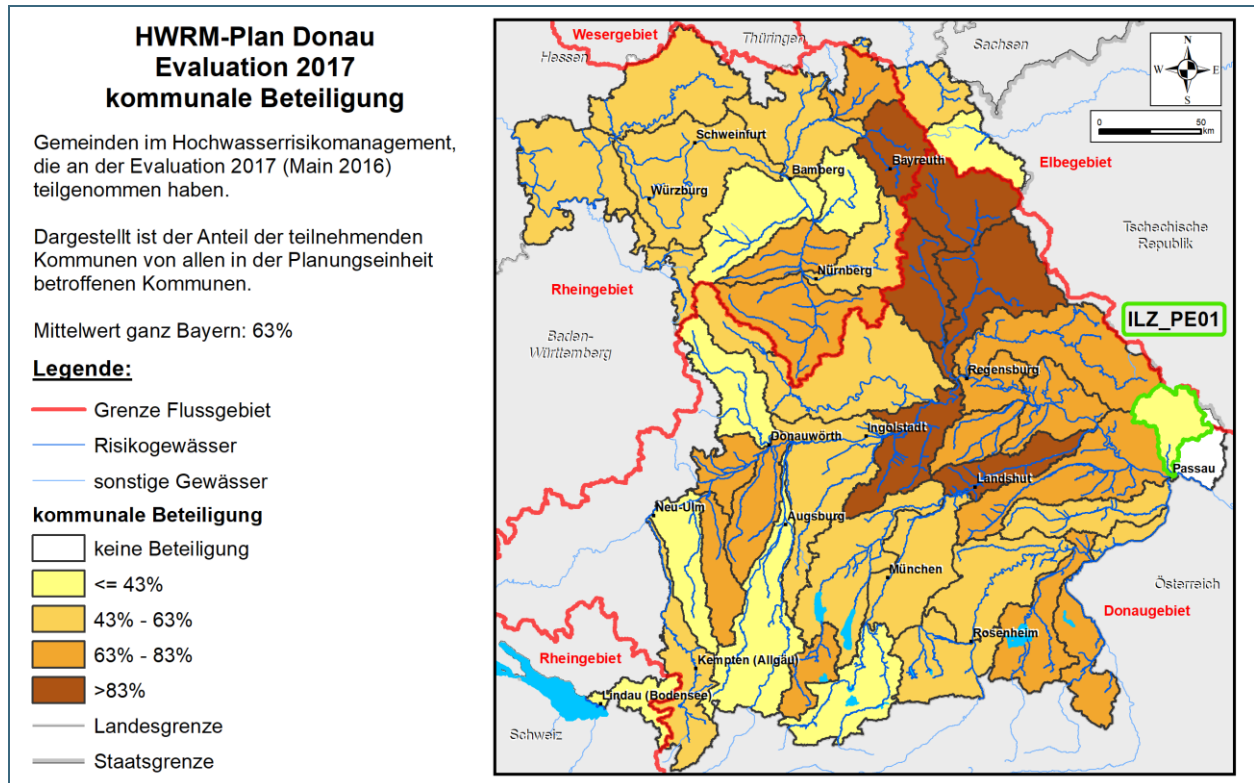 HWRM-Plan Donau
Evaluation 2017
kommunale Beteiligung
Gemeinden im Hochwasserrisikomanagement,
die an der Evaluation 2017 (Main 2016)
teilgenommen haben.
Dargestellt ist der Anteil der teilnehmenden
Kommunen von allen in der Planungseinheit
betroffenen Kommunen.
Mittelwert ganz Bayern: 63%
Legende:
Grenze Flussgebiet
Risikogewässer
sonstige Gewässer
kommunale Beteiligung
keine Beteiligung
<= 43%
43% - 63%
63% - 83%
>83%
Landesgrenze
Staatsgrenze
Wesergebiet
Thüringen
Hessen
Sachsen
N
W
E
S
0
50
km
Schweinfurt
Bayreuth
Elbegebiet
Bamberg
Würzburg
Tschechische
Republik
Nürnberg
Rheingebiet
ILZ_PE01
Baden-
Württemberg
Regensburg
Ingolstadt
Donauwörth
Passau
Landshut
Neu-Ulm
Augsburg
München
Österreich
Donaugebiet
Rosenheim
Rheingebiet
Kempten (Allgäu)
Lindau (Bodensee)
Schweiz